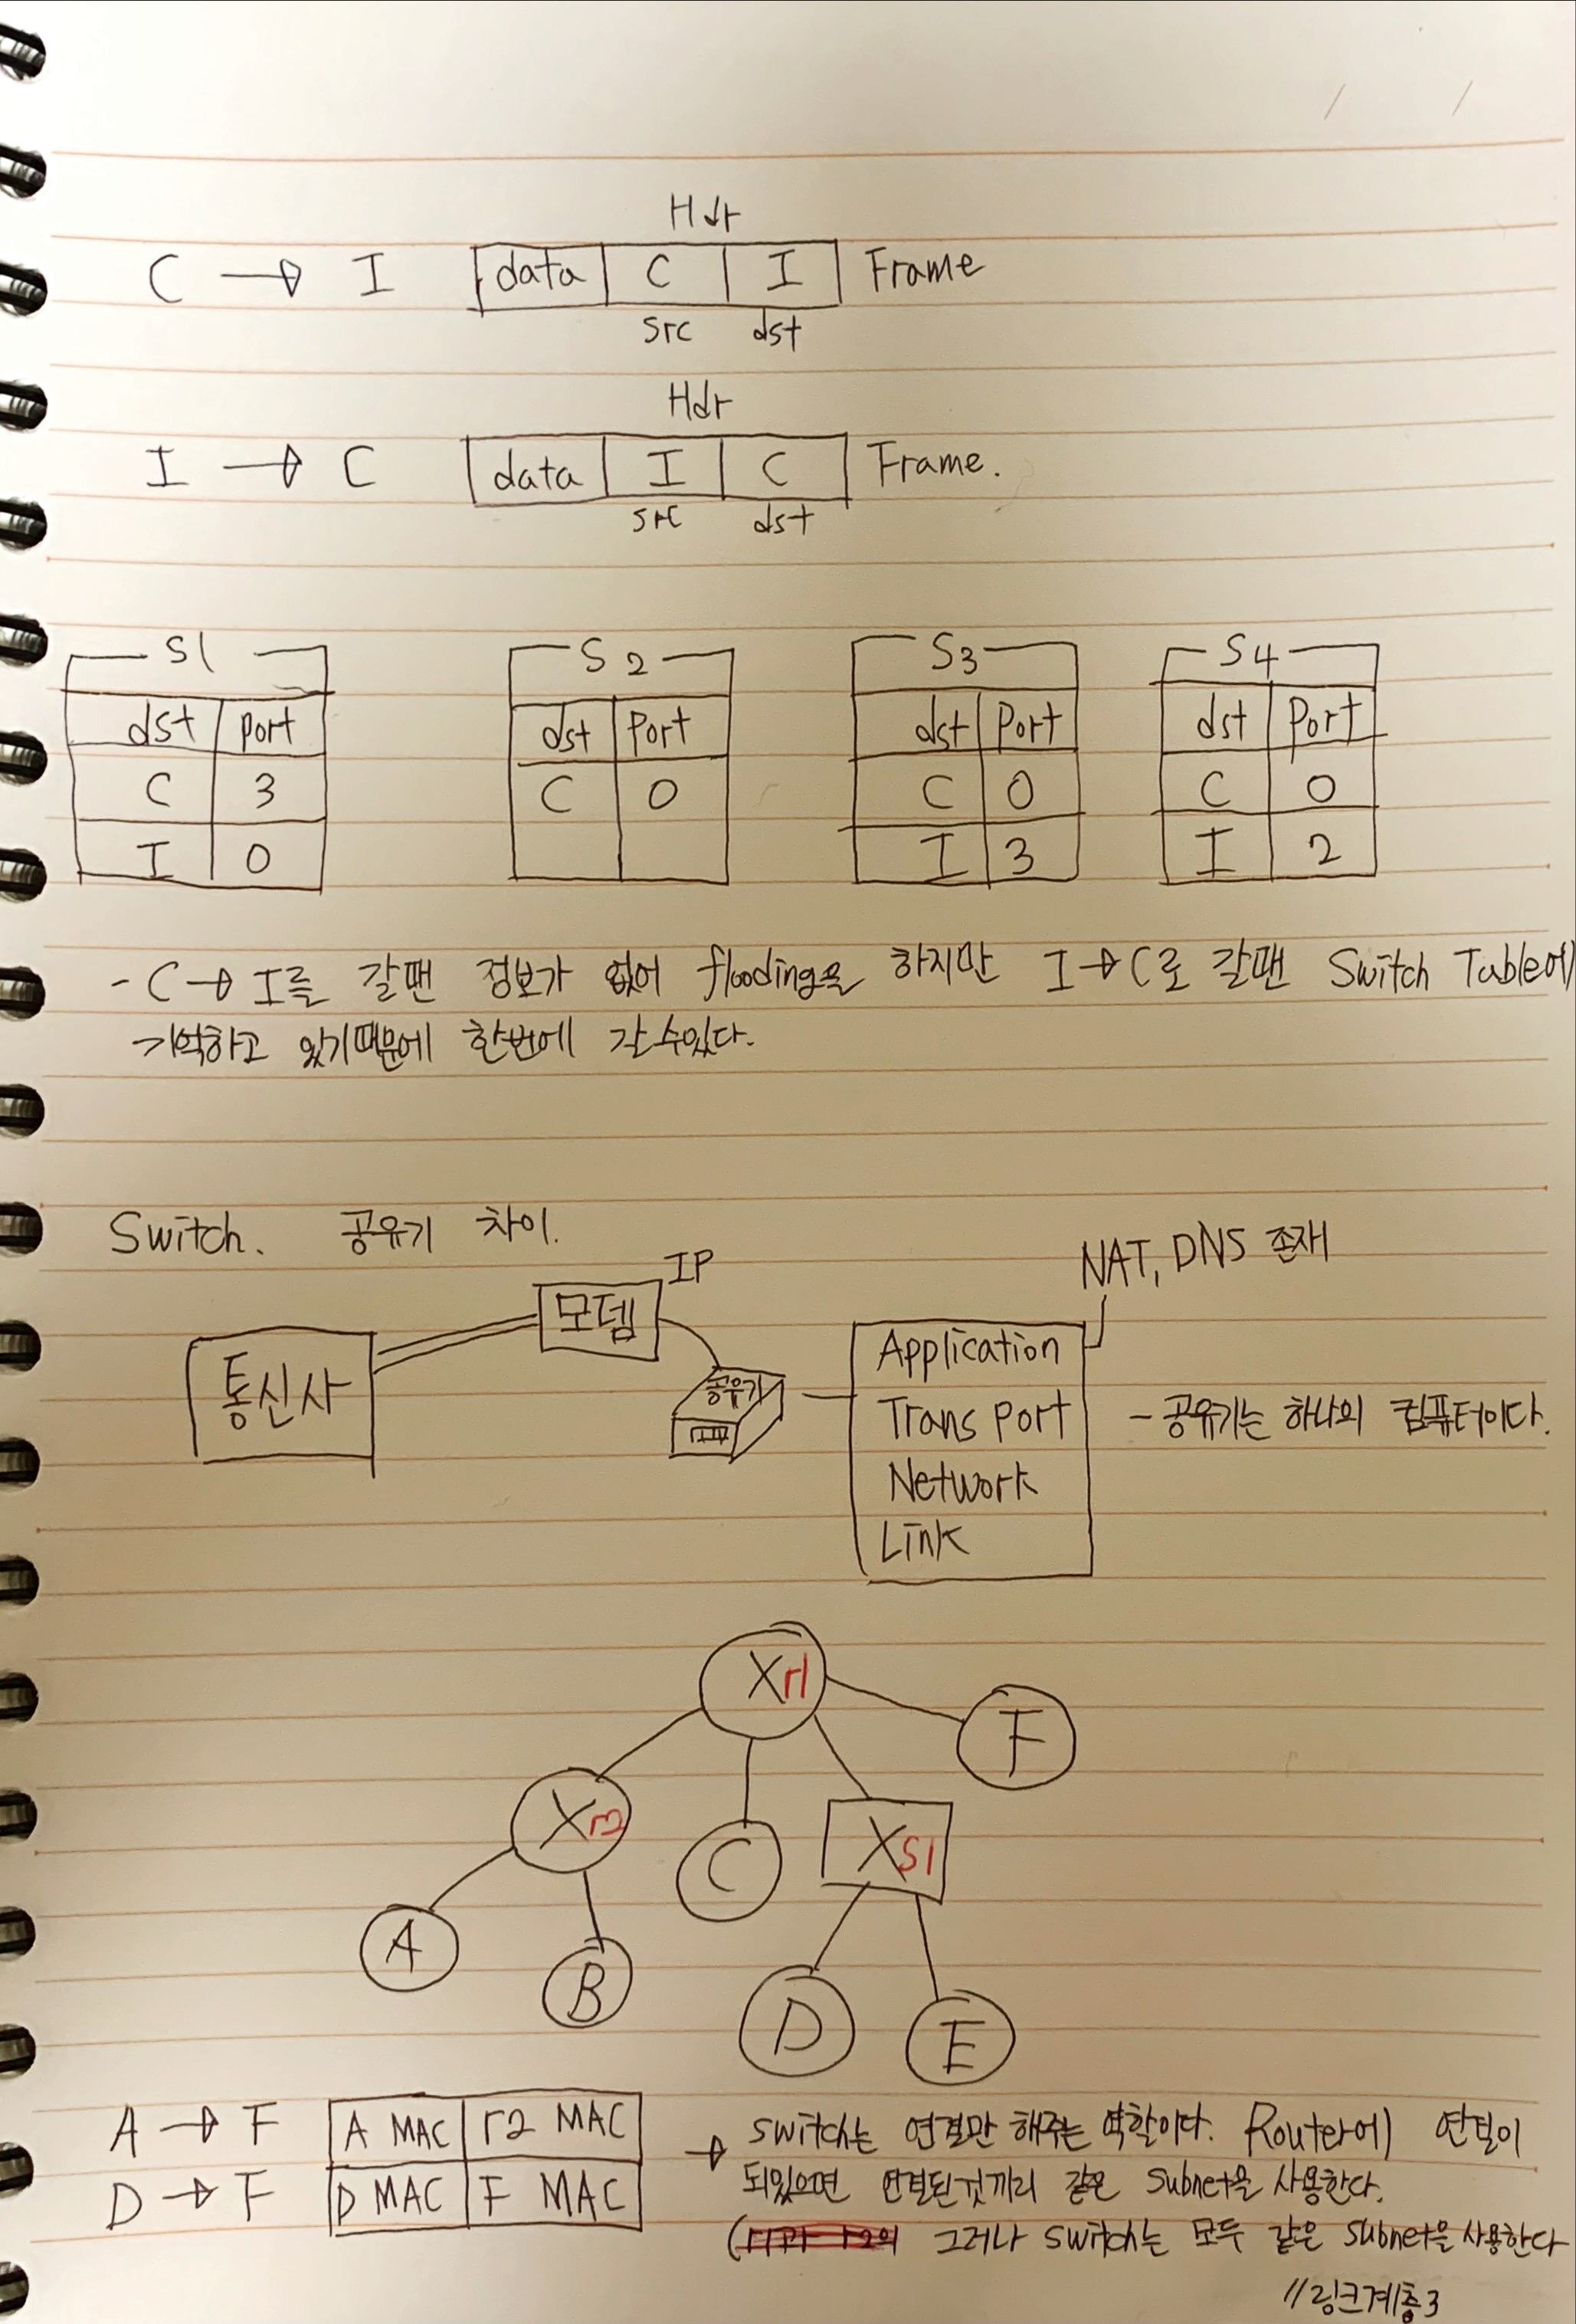 Hdr
C → I data C I Frame
src dst
Hdr
I → C data I C Frame.
src dst
S1 S2 S3 S4
dst Port dst Port dst Port dst Port
C 3 C 0 C 0 C 0
I 0 I 3 I 2
- C → I를 갈땐 정보가 없어 flooding을 하지만 I → C로 갈땐 Switch Table에
기억하고 있기때문에 한번에 갈수있다.
Switch. 공유기 차이.
NAT, DNS 존재
IP
모뎀
통신사
공유기
Application
Transport
Network
Link
- 공유기는 하나의 컴퓨터이다.
Xr1
F
Xr2
C
XS1
A
B
D
E
A → F A MAC r2 MAC
D → F D MAC F MAC
→ switch는 연결만 해주는 역할이다. Router에 연결이
되있으면 연결된것끼리 같은 subnet을 사용한다.
(r1과 r2의 그러나 switch는 모두 같은 subnet을 사용한다
//링크계층3